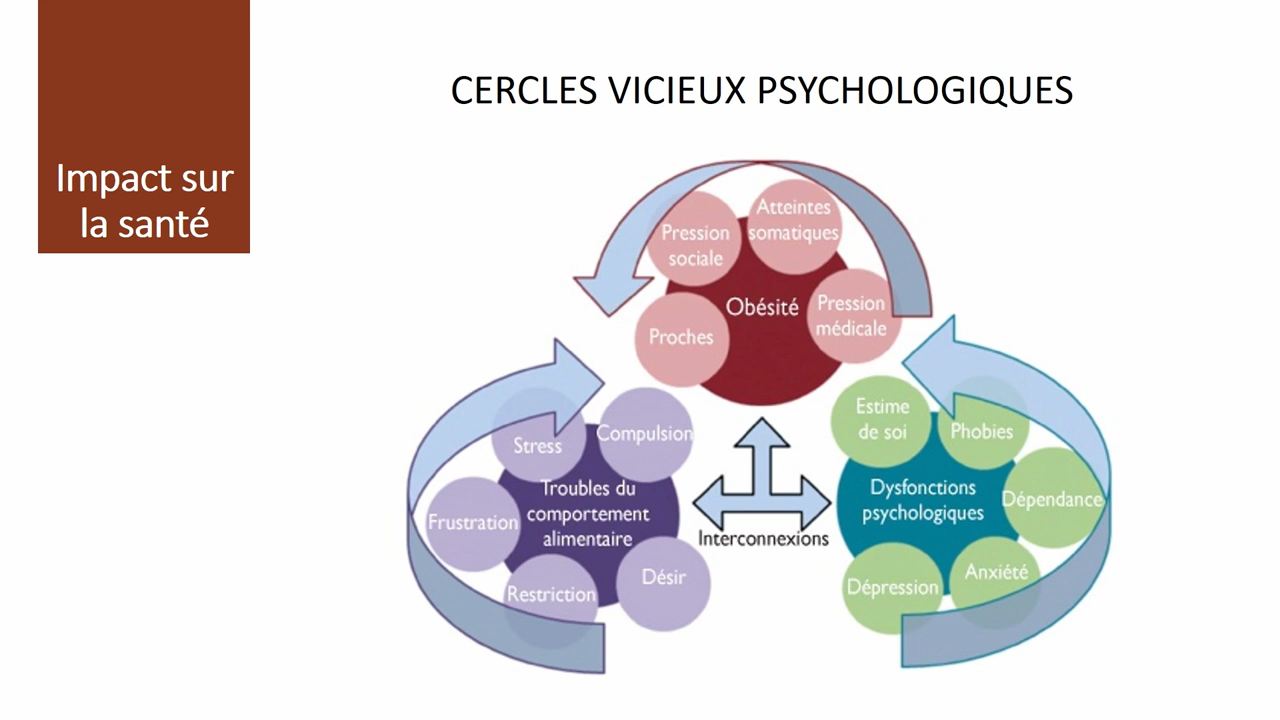 Impact sur
la santé
CERCLES VICIEUX PSYCHOLOGIQUES
Pression
sociale
Atteintes
somatiques
Obésité
Pression
médicale
Proches
Stress
Compulsion
Troubles du
comportement
alimentaire
Frustration
Restriction
Désir
Interconnexions
Estime
de soi
Phobies
Dysfonctions
psychologiques
Dépendance
Dépression
Anxiété